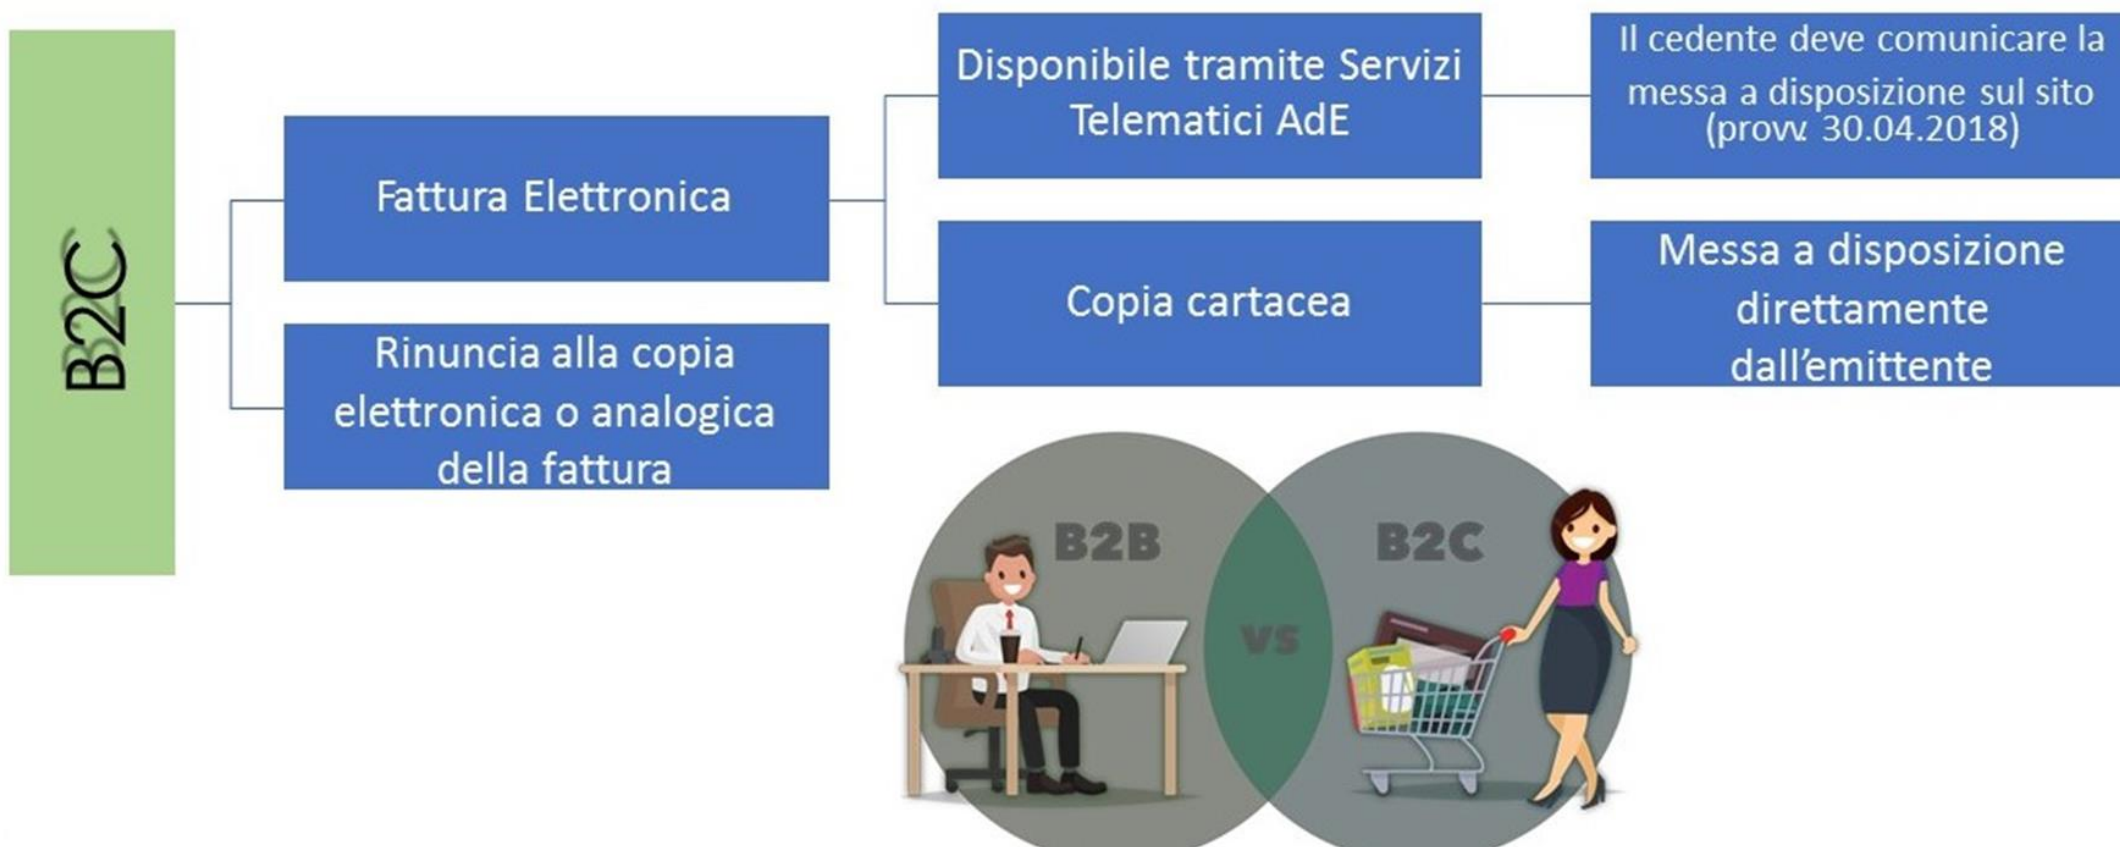 B2C
Fattura Elettronica
Rinuncia alla copia
elettronica o analogica
della fattura
Disponibile tramite Servizi
Telematici AdE
Copia cartacea
Il cedente deve comunicare la
messa a disposizione sul sito
(provv. 30.04.2018)
Messa a disposizione
direttamente
dall’emittente
B2B
VS
B2C